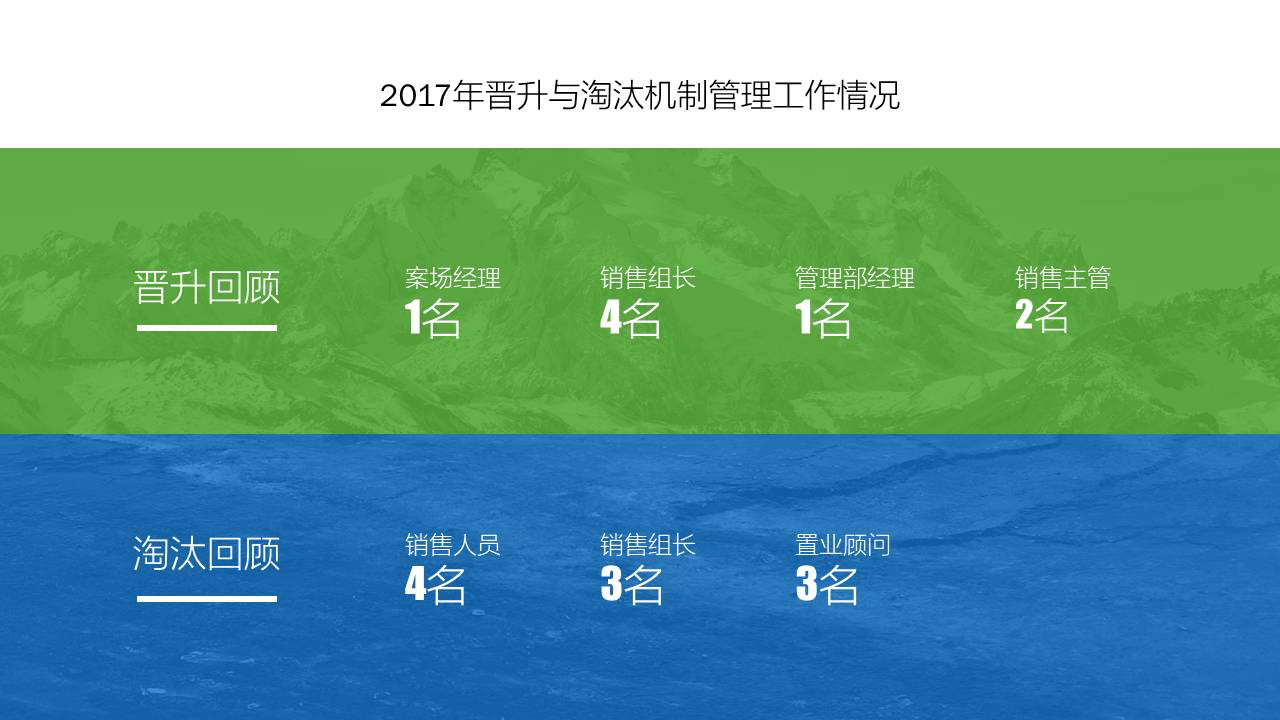 2017年晋升与淘汰机制管理工作情况
晋升回顾
案场经理
1名
销售组长
4名
管理部经理
1名
销售主管
2名
淘汰回顾
销售人员
4名
销售组长
3名
置业顾问
3名